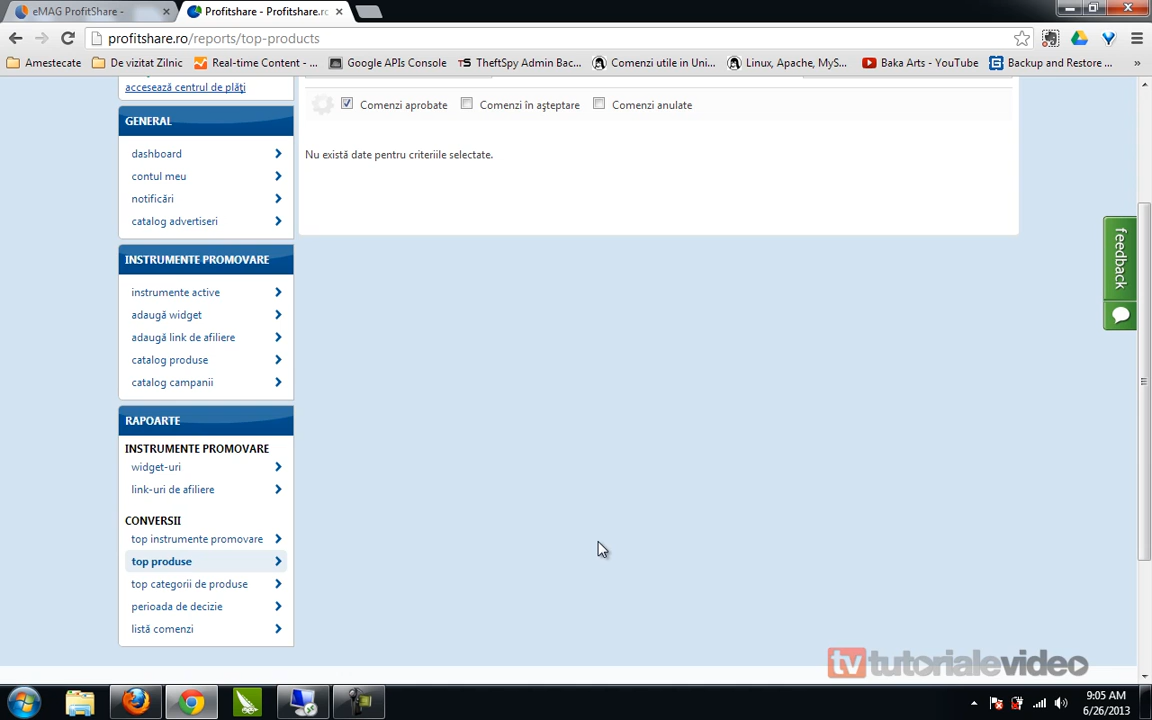 eMAG ProfitShare -
Profitshare - Profitshare.ro
profitshare.ro/reports/top-products
Amestecate
De vizitat Zilnic
Real-time Content - ...
Google APIs Console
TheftSpy Admin Bac...
Comenzi utile in Uni...
Linux, Apache, MyS...
Baka Arts - YouTube
Backup and Restore ...
»
accesează centrul de plăţi
Comenzi aprobate
Comenzi în aşteptare
Comenzi anulate
Nu există date pentru criteriile selectate.
GENERAL
dashboard
contul meu
notificări
catalog advertiseri
INSTRUMENTE PROMOVARE
instrumente active
adaugă widget
adaugă link de afiliere
catalog produse
catalog campanii
RAPOARTE
INSTRUMENTE PROMOVARE
widget-uri
link-uri de afiliere
CONVERSII
top instrumente promovare
top produse
top categorii de produse
perioada de decizie
listă comenzi
feedback
tv tutorialevideo
9:05 AM
6/26/2013